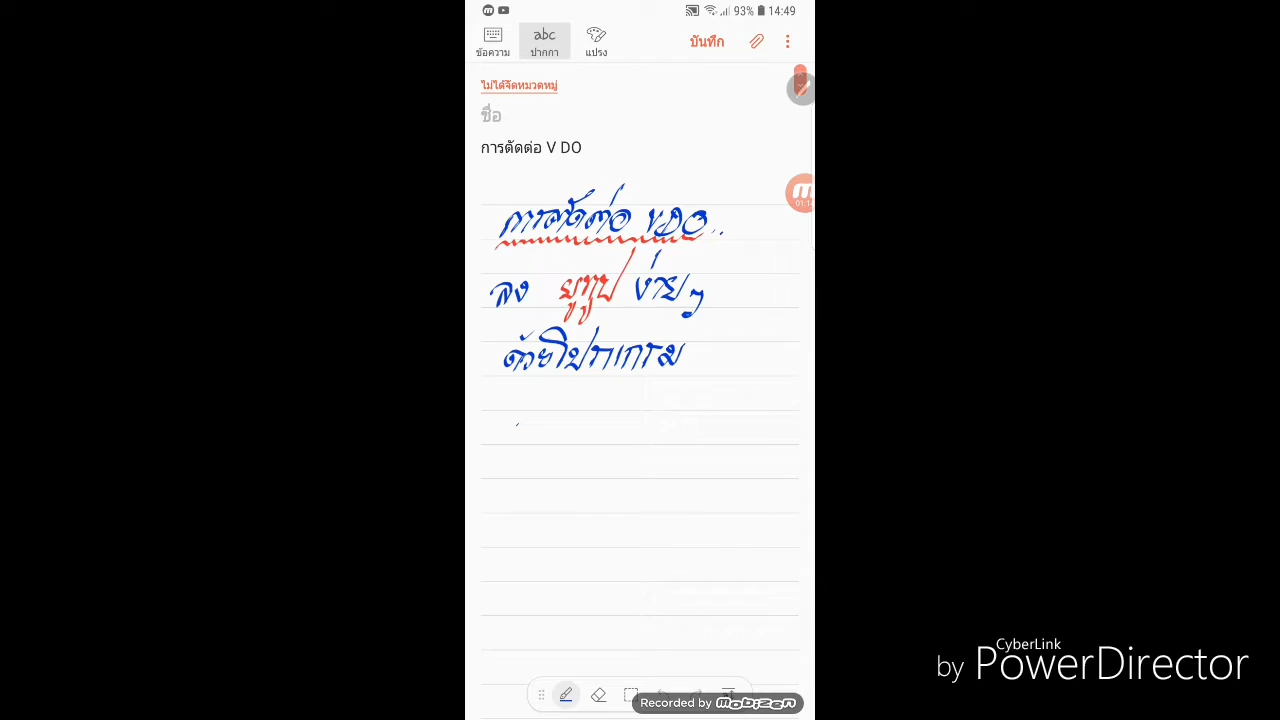 93% 14:49
ข้อความ abc ปากกา แปรง บันทึก
ไม่ได้จัดหมวดหมู่
ชื่อ
การตัดต่อ V DO
01:14
การตัดต่อ VDO..
ลง ยูทูป ง่ายๆ
ด้วยโปรแกรม
CyberLink
by PowerDirector
Recorded by mobizen